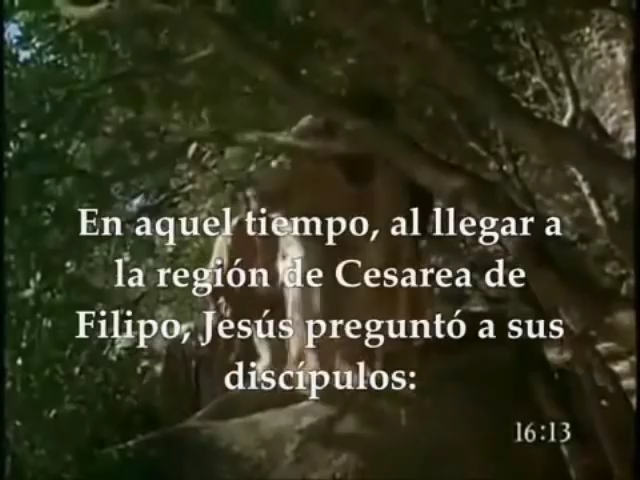 En aquel tiempo, al llegar a
la región de Cesarea de
Filipo, Jesús preguntó a sus
discípulos:
16:13